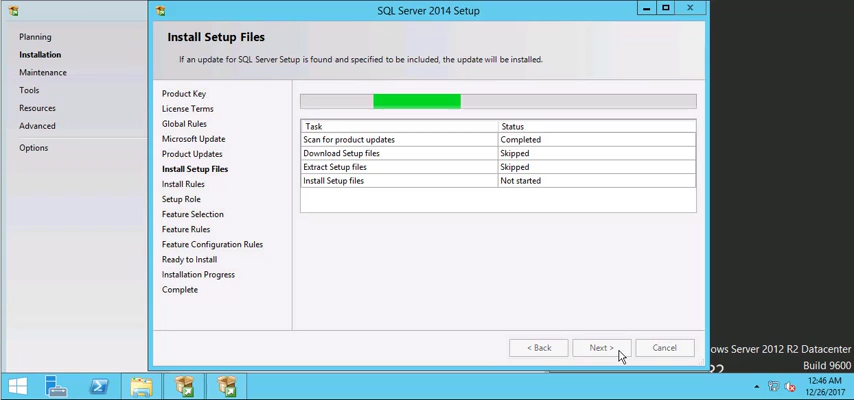 SQL Server 2014 Setup
Planning
Installation
Maintenance
Tools
Resources
Advanced
Options
Install Setup Files
If an update for SQL Server Setup is found and specified to be included, the update will be installed.
Product Key
License Terms
Global Rules
Microsoft Update
Product Updates
Install Setup Files
Install Rules
Setup Role
Feature Selection
Feature Rules
Feature Configuration Rules
Ready to Install
Installation Progress
Complete
Task Status
Scan for product updates Completed
Download Setup files Skipped
Extract Setup files Skipped
Install Setup files Not started
< Back Next > Cancel
ows Server 2012 R2 Datacenter
Build 9600
12:46 AM
12/26/2017